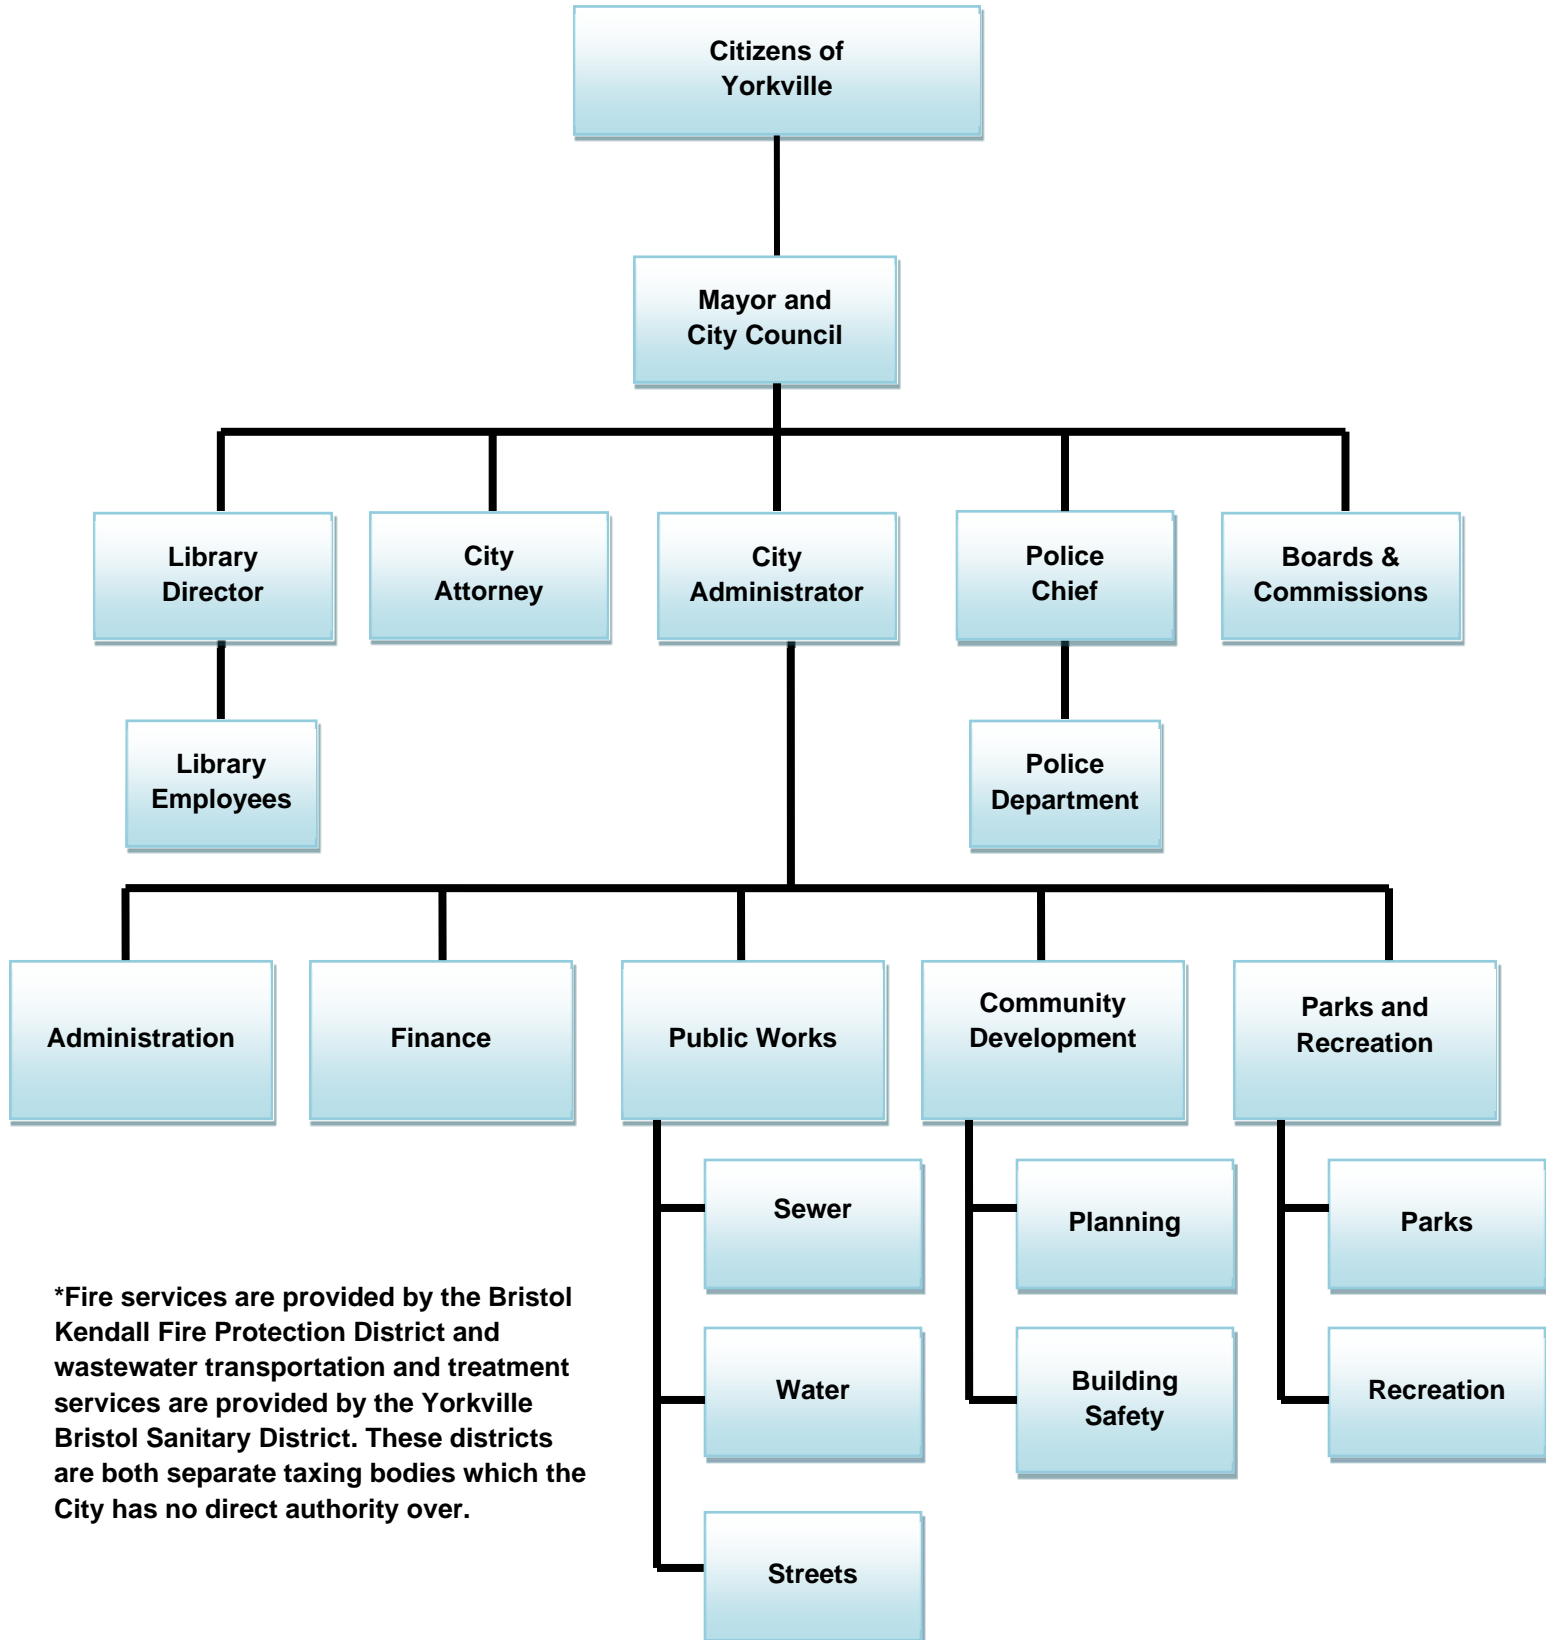 Citizens of
Yorkville
Mayor and
City Council
Library
Director
City
Attorney
City
Administrator
Police
Chief
Boards &
Commissions
Library
Employees
Police
Department
Administration
Finance
Public Works
Community
Development
Parks and
Recreation
Sewer
Planning
Parks
Water
Building
Safety
Recreation
Streets
*Fire services are provided by the Bristol
Kendall Fire Protection District and
wastewater transportation and treatment
services are provided by the Yorkville
Bristol Sanitary District. These districts
are both separate taxing bodies which the
City has no direct authority over.